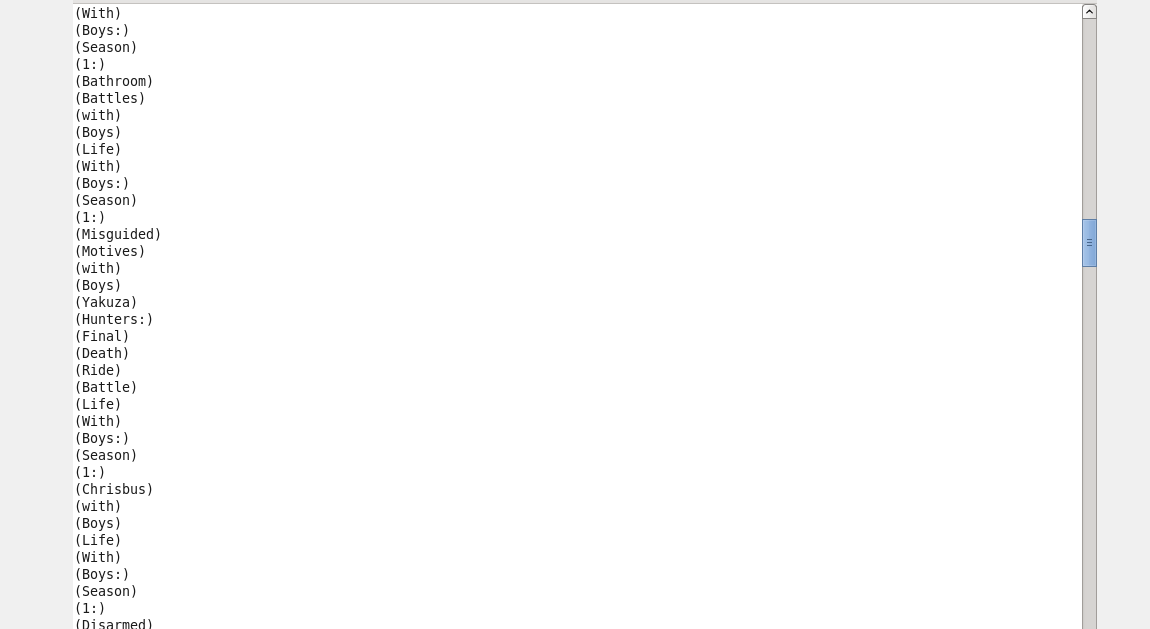 (With)
(Boys:)
(Season)
(1:)
(Bathroom)
(Battles)
(with)
(Boys)
(Life)
(With)
(Boys:)
(Season)
(1:)
(Misguided)
(Motives)
(with)
(Boys)
(Yakuza)
(Hunters:)
(Final)
(Death)
(Ride)
(Battle)
(Life)
(With)
(Boys:)
(Season)
(1:)
(Chrisbus)
(with)
(Boys)
(Life)
(With)
(Boys:)
(Season)
(1:)
(Disarmed)